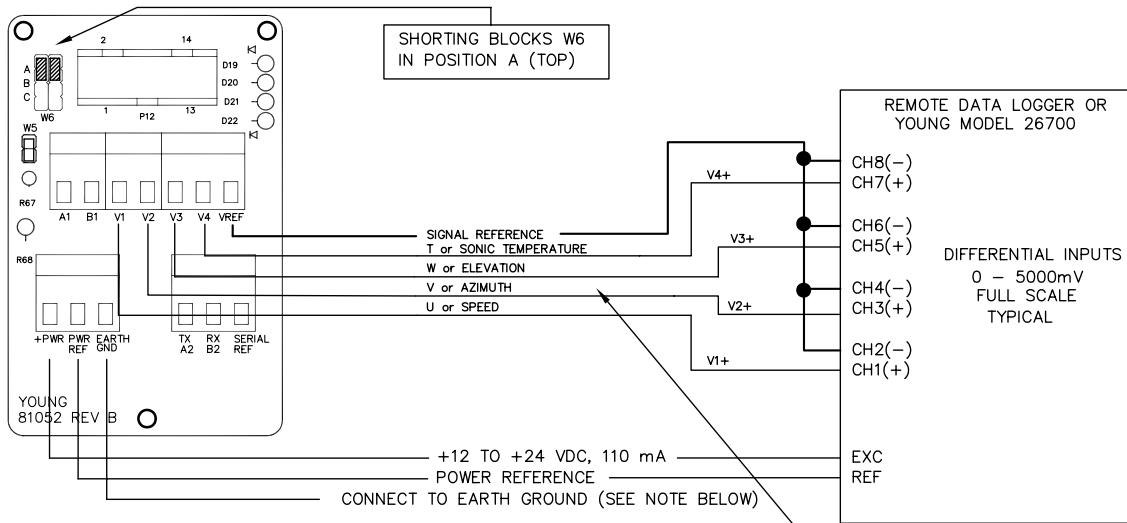 SHORTING BLOCKS W6
IN POSITION A (TOP)
2
14
A
B
C
W6
D19
D20
D21
D22
1
P12
13
W5
R67
A1
B1
V1
V2
V3
V4
VREF
R68
+PWR
PWR
REF
EARTH
GND
TX
A2
RX
B2
SERIAL
REF
YOUNG
81052 REV B
SIGNAL REFERENCE
T or SONIC TEMPERATURE
W or ELEVATION
V or AZIMUTH
U or SPEED
V4+
V3+
V2+
V1+
REMOTE DATA LOGGER OR
YOUNG MODEL 26700
CH8(-)
CH7(+)
CH6(-)
CH5(+)
CH4(-)
CH3(+)
CH2(-)
CH1(+)
DIFFERENTIAL INPUTS
0 - 5000mV
FULL SCALE
TYPICAL
+12 TO +24 VDC, 110 mA
EXC
POWER REFERENCE
REF
CONNECT TO EARTH GROUND (SEE NOTE BELOW)